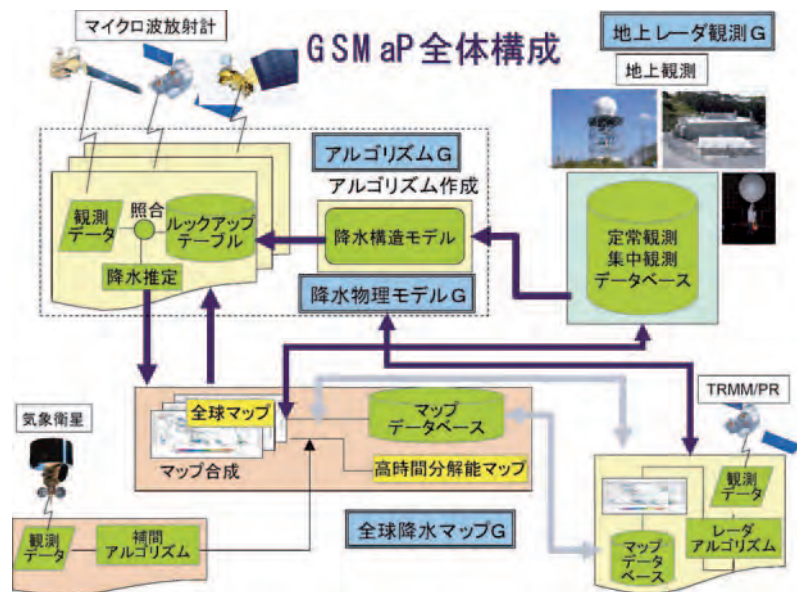 マイクロ波放射計
GSMaP全体構成
地上レーダ観測G
地上観測
アルゴリズムG
アルゴリズム作成
観測
データ
照合
ルックアップ
テーブル
降水推定
降水構造モデル
降水物理モデルG
定常観測
集中観測
データベース
気象衛星
全球マップ
マップ合成
マップ
データベース
高時間分解能マップ
TRMM/PR
観測
データ
補間
アルゴリズム
全球降水マップG
観測
データ
レーダ
アルゴリズム
マップ
データ
ベース